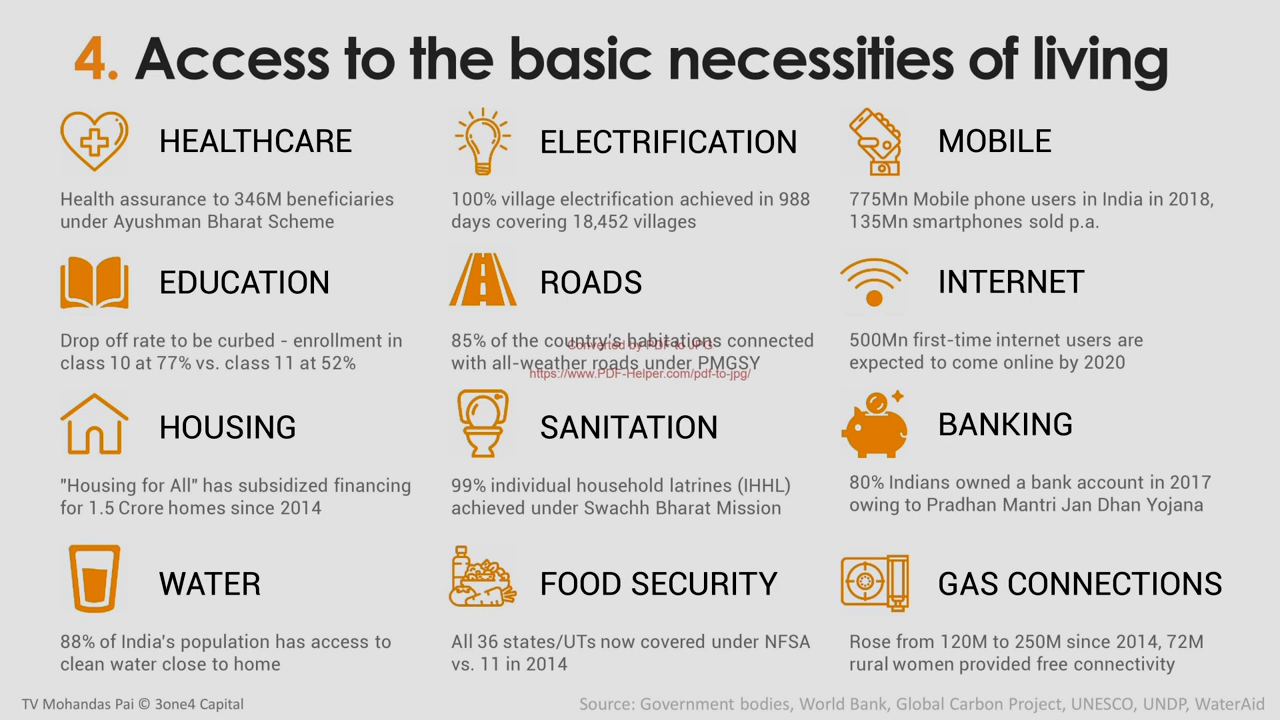 4. Access to the basic necessities of living
HEALTHCARE
Health assurance to 346M beneficiaries
under Ayushman Bharat Scheme
ELECTRIFICATION
100% village electrification achieved in 988
days covering 18,452 villages
MOBILE
775Mn Mobile phone users in India in 2018,
135Mn smartphones sold p.a.
EDUCATION
Drop off rate to be curbed - enrollment in
class 10 at 77% vs. class 11 at 52%
ROADS
85% of the country's habitations connected
with all-weather roads under PMGSY
Converted by PDF to JPG
https://www.PDF-Helper.com/pdf-to-jpg/
INTERNET
500Mn first-time internet users are
expected to come online by 2020
HOUSING
"Housing for All" has subsidized financing
for 1.5 Crore homes since 2014
SANITATION
99% individual household latrines (IHHL)
achieved under Swachh Bharat Mission
BANKING
80% Indians owned a bank account in 2017
owing to Pradhan Mantri Jan Dhan Yojana
WATER
88% of India's population has access to
clean water close to home
FOOD SECURITY
All 36 states/UTs now covered under NFSA
vs. 11 in 2014
GAS CONNECTIONS
Rose from 120M to 250M since 2014, 72M
rural women provided free connectivity
TV Mohandas Pai © 3one4 Capital
Source: Government bodies, World Bank, Global Carbon Project, UNESCO, UNDP, WaterAid